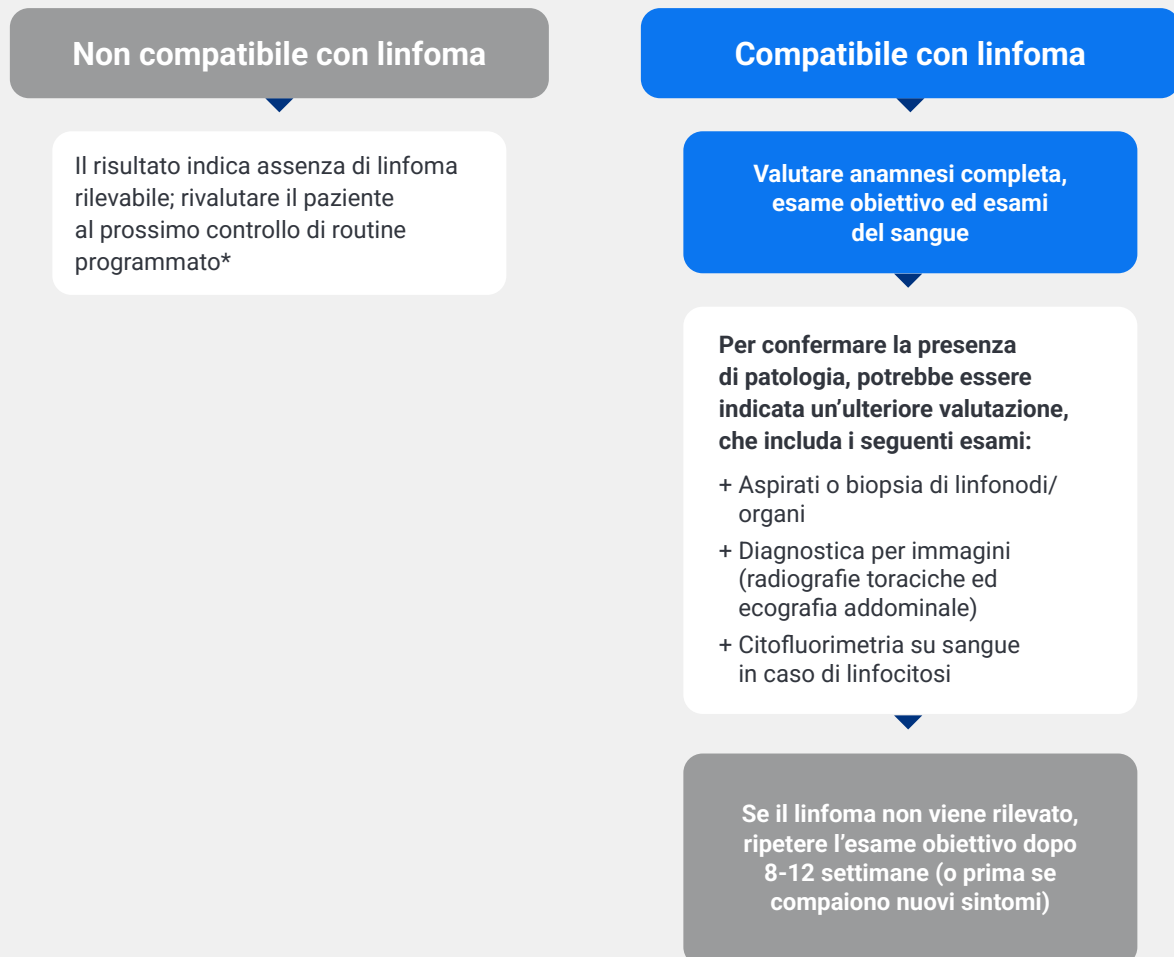 Non compatibile con linfoma
Il risultato indica assenza di linfoma
rilevabile; rivalutare il paziente
al prossimo controllo di routine
programmato*
Compatibile con linfoma
Valutare anamnesi completa,
esame obiettivo ed esami
del sangue
Per confermare la presenza
di patologia, potrebbe essere
indicata un’ulteriore valutazione,
che includa i seguenti esami:
+ Aspirati o biopsia di linfonodi/
organi
+ Diagnostica per immagini
(radiografie toraciche ed
ecografia addominale)
+ Citofluorimetria su sangue
in caso di linfocitosi
Se il linfoma non viene rilevato,
ripetere l’esame obiettivo dopo
8-12 settimane (o prima se
compaiono nuovi sintomi)